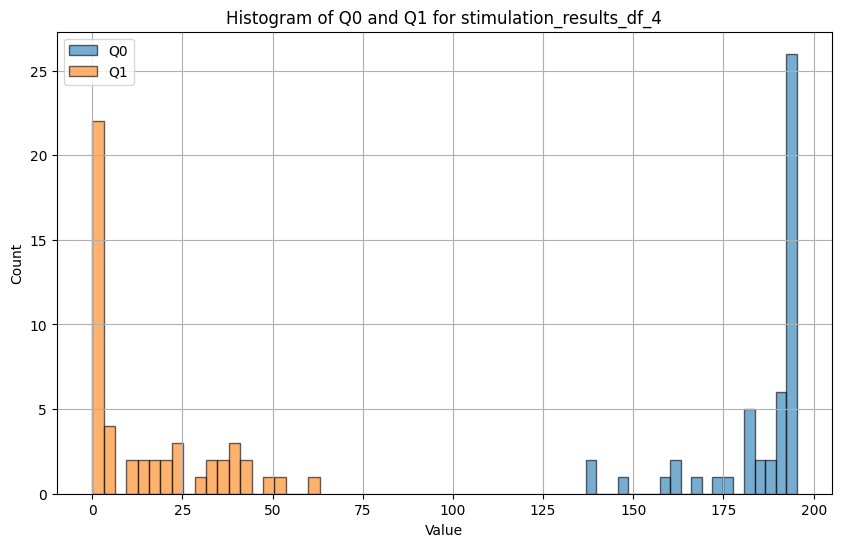 Histogram of Q0 and Q1 for stimulation_results_df_4
Q0
Q1
25
20
15
10
5
0
Count
0 25 50 75 100 125 150 175 200
Value